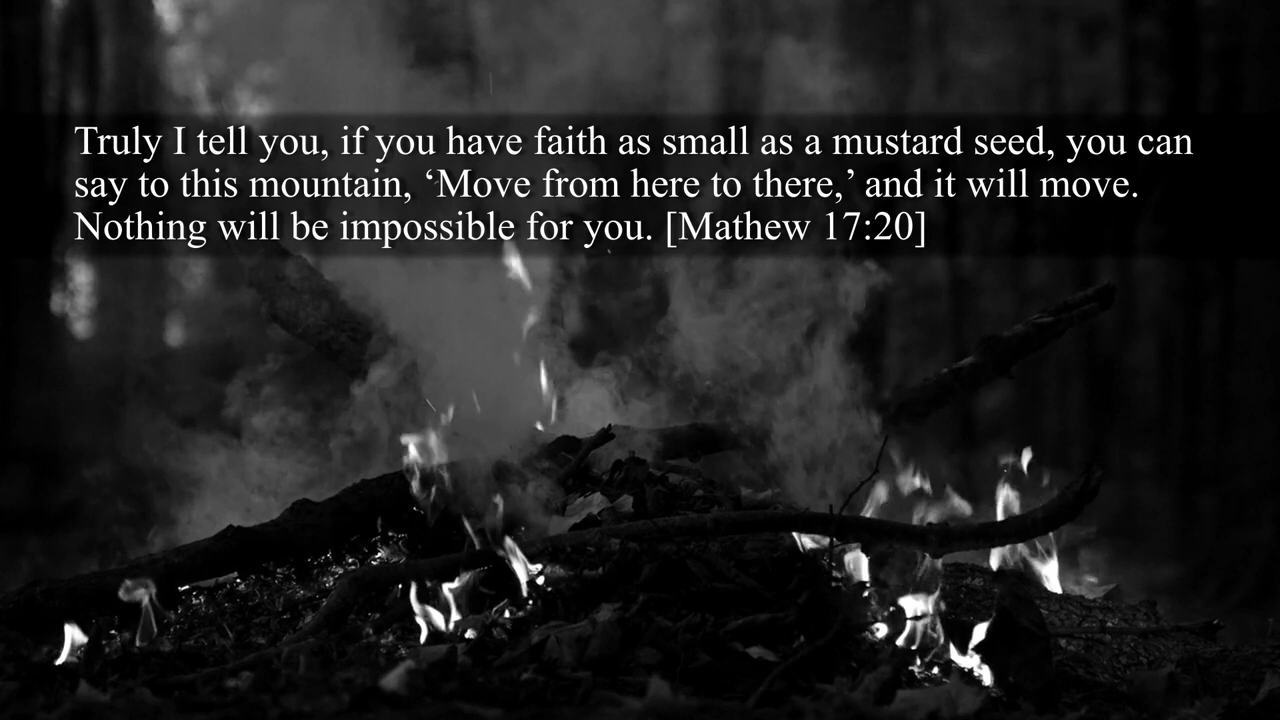 Truly I tell you, if you have faith as small as a mustard seed, you can
say to this mountain, ‘Move from here to there,’ and it will move.
Nothing will be impossible for you. [Mathew 17:20]